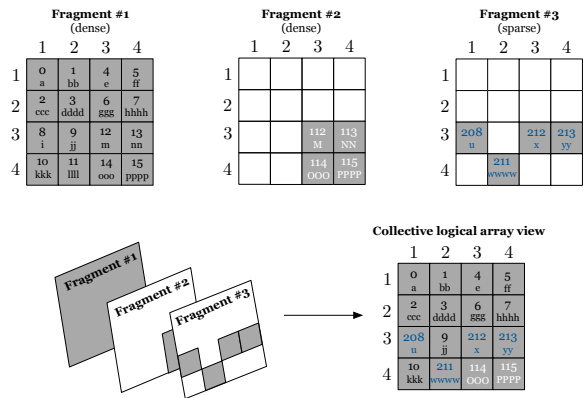 Fragment #1
(dense)
1 2 3 4
1 0 1 4 5
a bb e ff
2 2 3 6 7
ccc dddd ggg hhhh
3 8 9 12 13
i jj m nn
4 10 11 14 15
kkk llll ooo pppp
Fragment #2
(dense)
1 2 3 4
1
2
3 112 113
M NN
4 114 115
OOO PPPP
Fragment #3
(sparse)
1 2 3 4
1
2
3 208 212 213
u x yy
4 211
wwww
Fragment #1
Fragment #2
Fragment #3
Collective logical array view
1 2 3 4
1 0 1 4 5
a bb e ff
2 2 3 6 7
ccc dddd ggg hhhh
3 208 9 212 213
u jj x yy
4 10 211 114 115
kkk wwww OOO PPPP